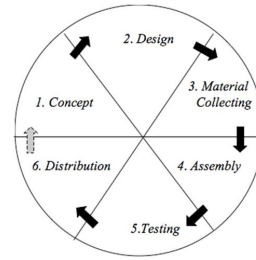 2. Design
3. Material
Collecting
1. Concept
6. Distribution
4. Assembly
5.Testing